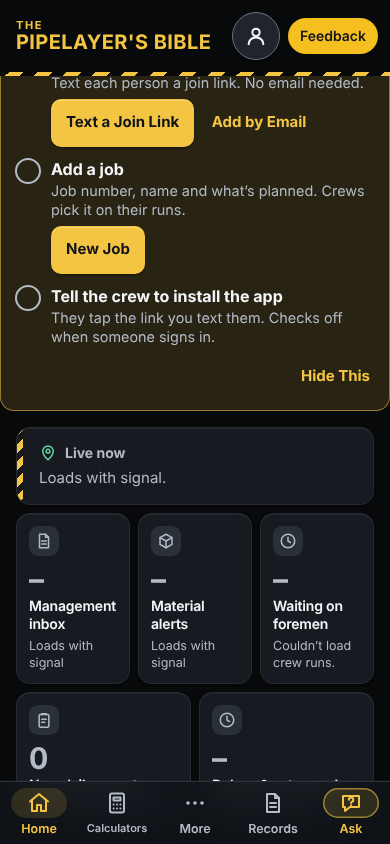 THE
PIPELAYER'S BIBLE
Feedback
Text each person a join link. No email needed.
Text a Join Link
Add by Email
Add a job
Job number, name and what's planned. Crews
pick it on their runs.
New Job
Tell the crew to install the app
They tap the link you text them. Checks off
when someone signs in.
Hide This
Live now
Loads with signal.
–
Management
inbox
Loads with
signal
–
Material
alerts
Loads with
signal
–
Waiting on
foremen
Couldn't load
crew runs.
0
–
Home
Calculators
More
Records
Ask